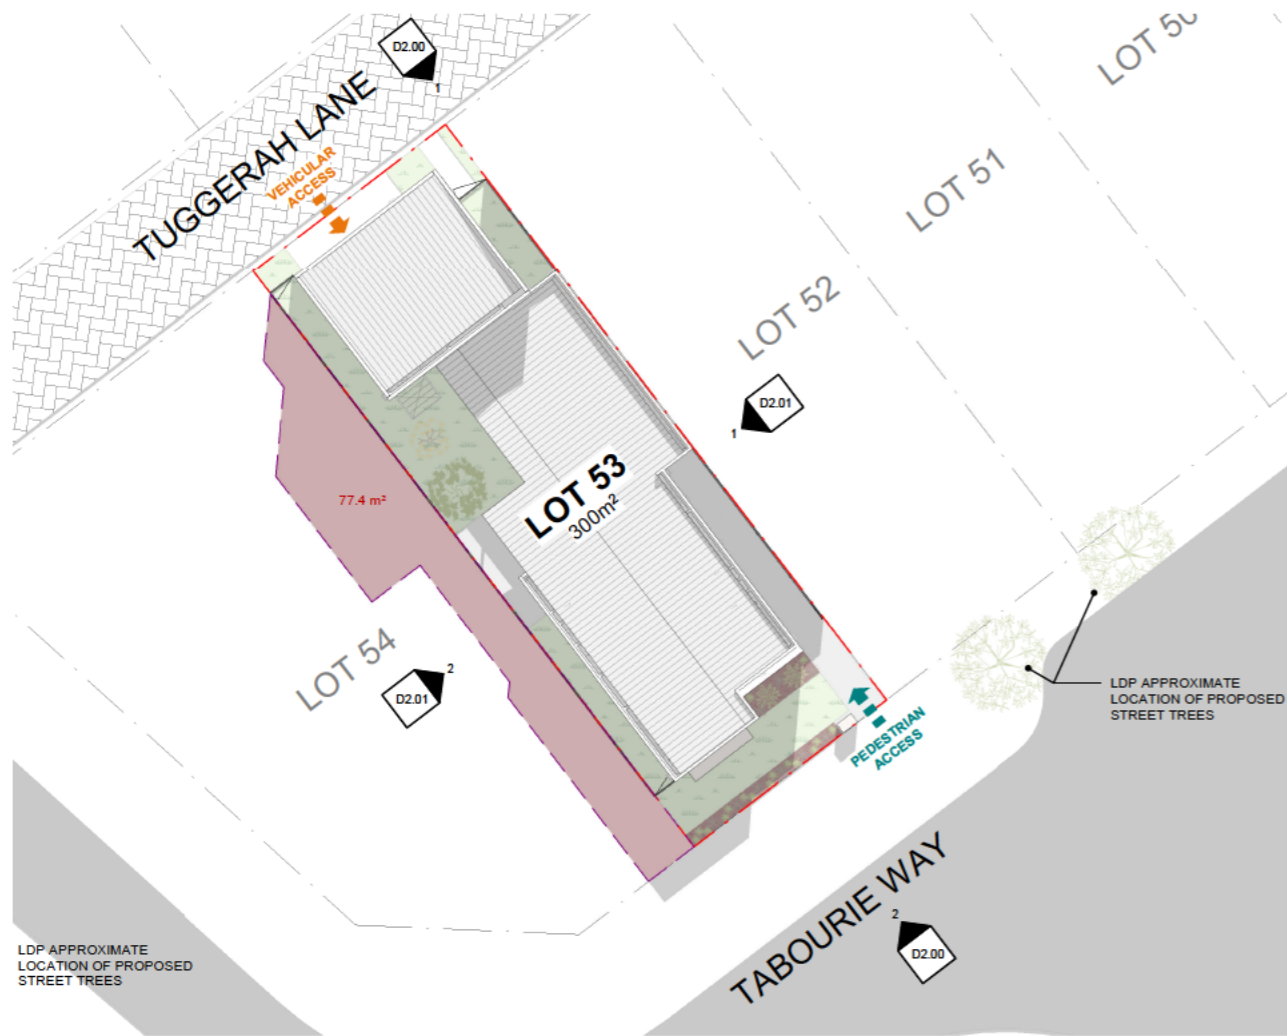 D2.00
1
TUGGERAH LANE
VEHICULAR
ACCESS
LOT 50
LOT 51
LOT 52
D2.01
1
LOT 53
300m²
77.4 m²
LOT 54
2
D2.01
LDP APPROXIMATE
LOCATION OF PROPOSED
STREET TREES
PEDESTRIAN
ACCESS
TABOURIE WAY
2
D2.00
LDP APPROXIMATE
LOCATION OF PROPOSED
STREET TREES